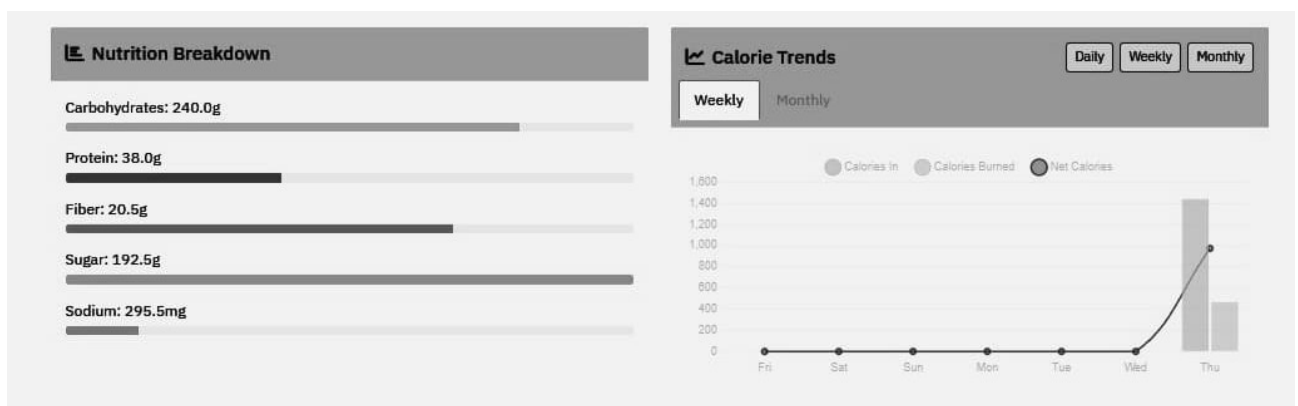 Nutrition Breakdown
Carbohydrates: 240.0g
Protein: 38.0g
Fiber: 20.5g
Sugar: 192.5g
Sodium: 295.5mg
Calorie Trends
Daily Weekly Monthly
Weekly Monthly
Calories In Calories Burned Net Calories
1,600
1,400
1,200
1,000
800
600
400
200
0
Fri Sat Sun Mon Tue Wed Thu